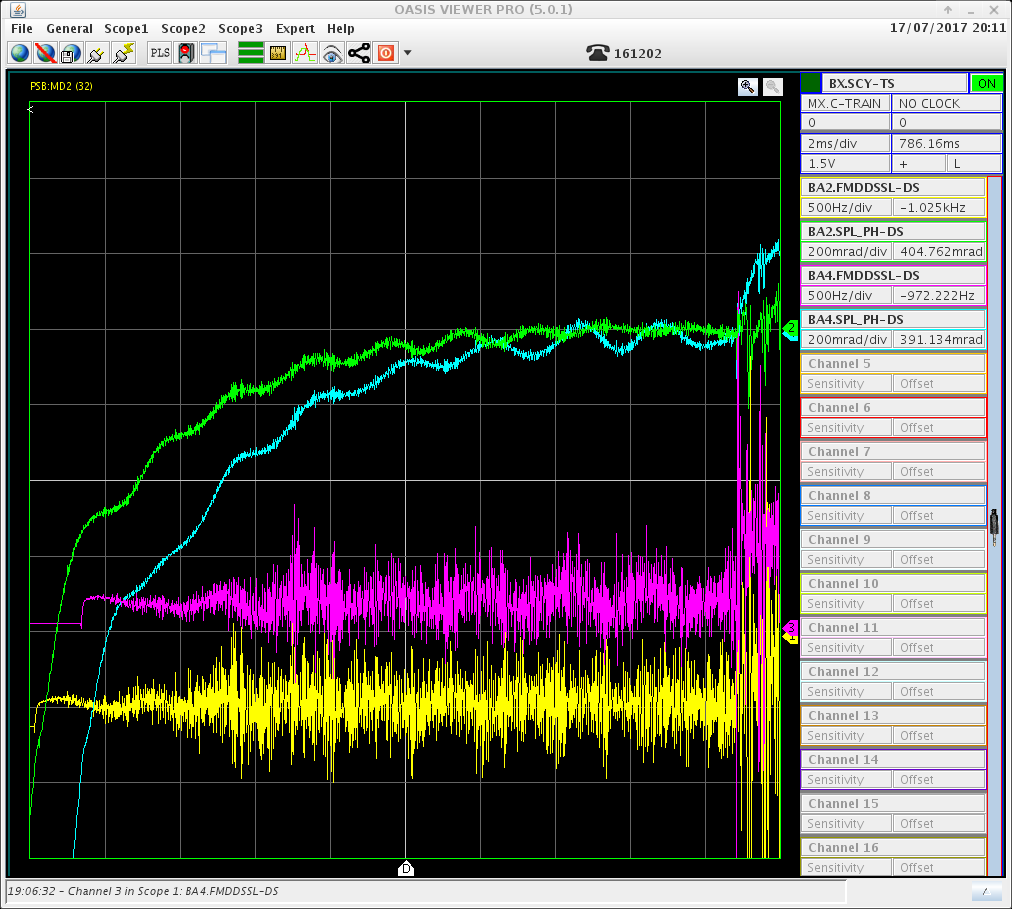 OASIS VIEWER PRO (5.0.1)
File General Scope1 Scope2 Scope3 Expert Help 17/07/2017 20:11
PLS 161202
PSB:MD2 (32)
BX.SCY-TS ON
MX.C-TRAIN NO CLOCK
0 0
2ms/div 786.16ms
1.5V + L
BA2.FMDDSSL-DS
500Hz/div -1.025kHz
BA2.SPL_PH-DS
200mrad/div 404.762mrad
BA4.FMDDSSL-DS
500Hz/div -972.222Hz
BA4.SPL_PH-DS
200mrad/div 391.134mrad
Channel 5
Sensitivity Offset
Channel 6
Sensitivity Offset
Channel 7
Sensitivity Offset
Channel 8
Sensitivity Offset
Channel 9
Sensitivity Offset
Channel 10
Sensitivity Offset
Channel 11
Sensitivity Offset
Channel 12
Sensitivity Offset
Channel 13
Sensitivity Offset
Channel 14
Sensitivity Offset
Channel 15
Sensitivity Offset
Channel 16
Sensitivity Offset
2
3
D
19:06:32 - Channel 3 in Scope 1: BA4.FMDDSSL-DS